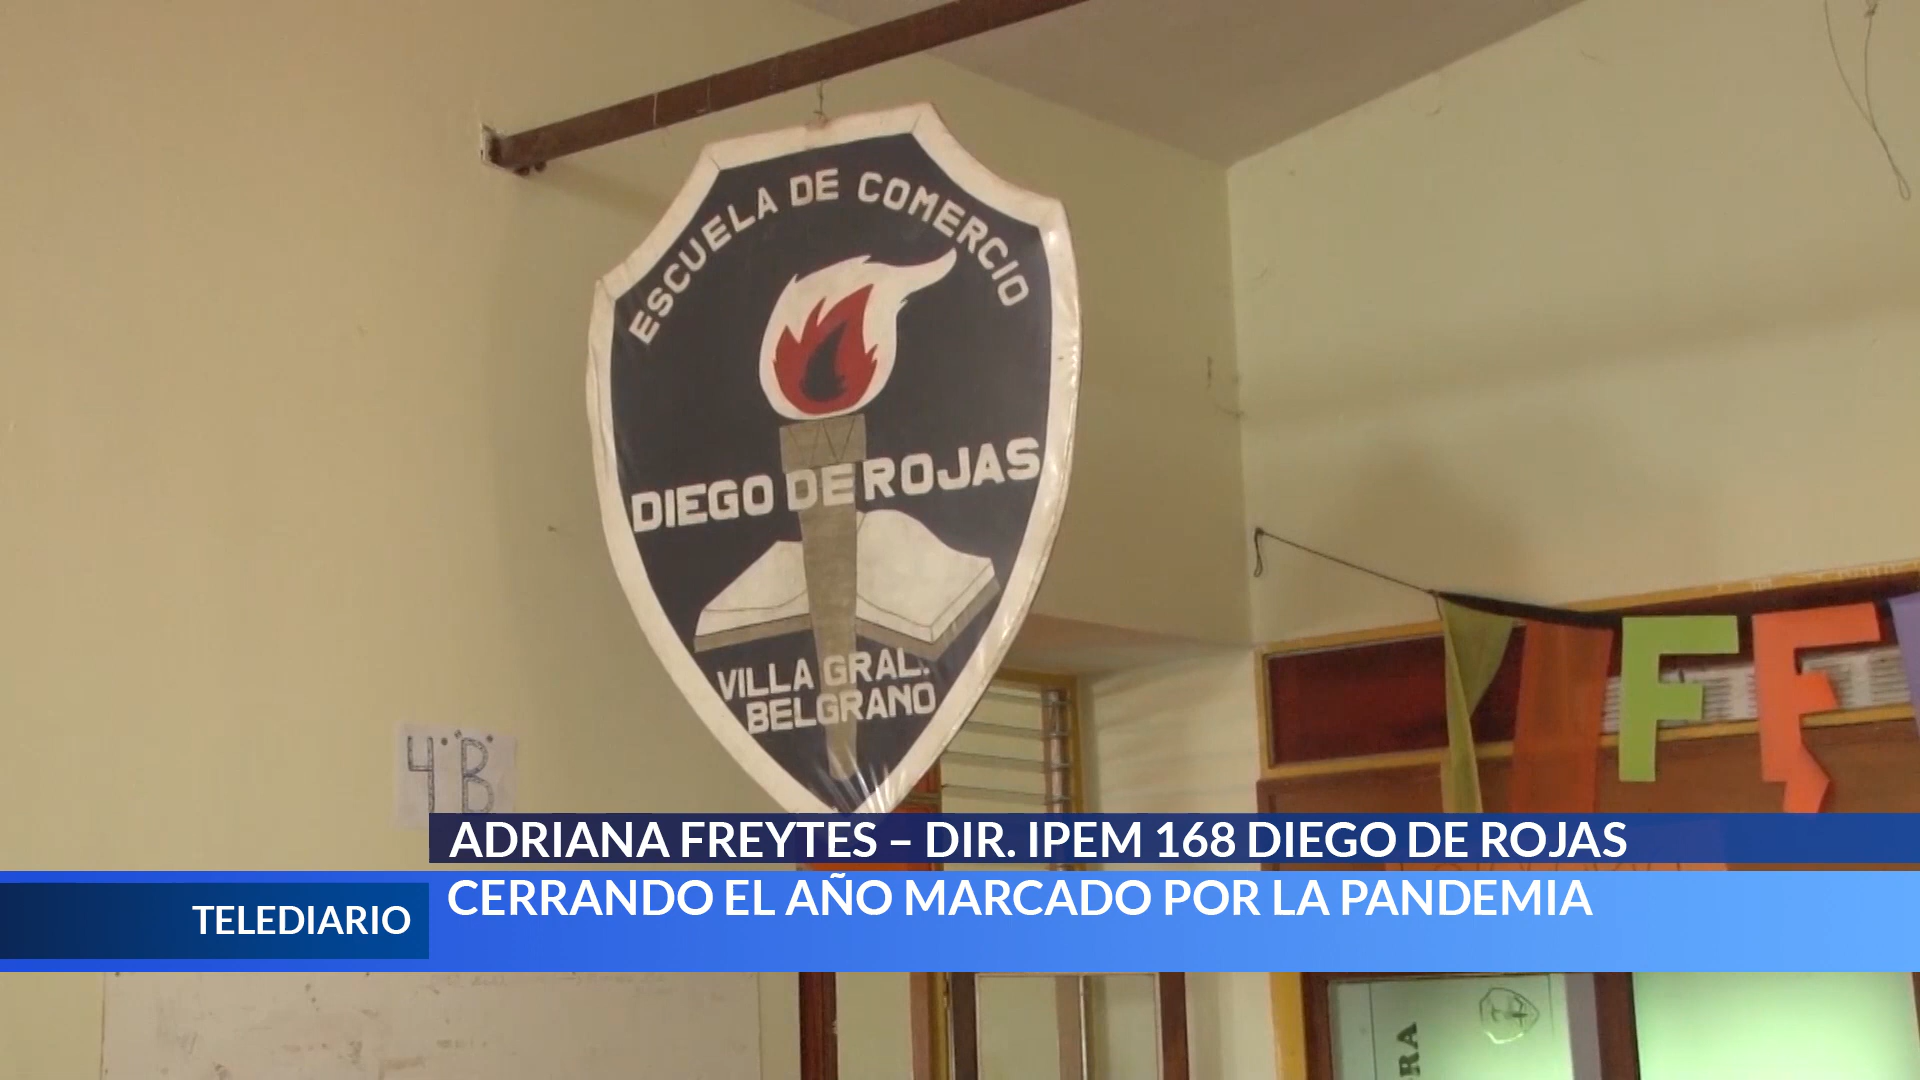 ESCUELA DE COMERCIO
DIEGO DE ROJAS
VILLA GRAL.
BELGRANO
4° "B"
F F
ADRIANA FREYTES – DIR. IPEM 168 DIEGO DE ROJAS
CERRANDO EL AÑO MARCADO POR LA PANDEMIA
TELEDIARIO